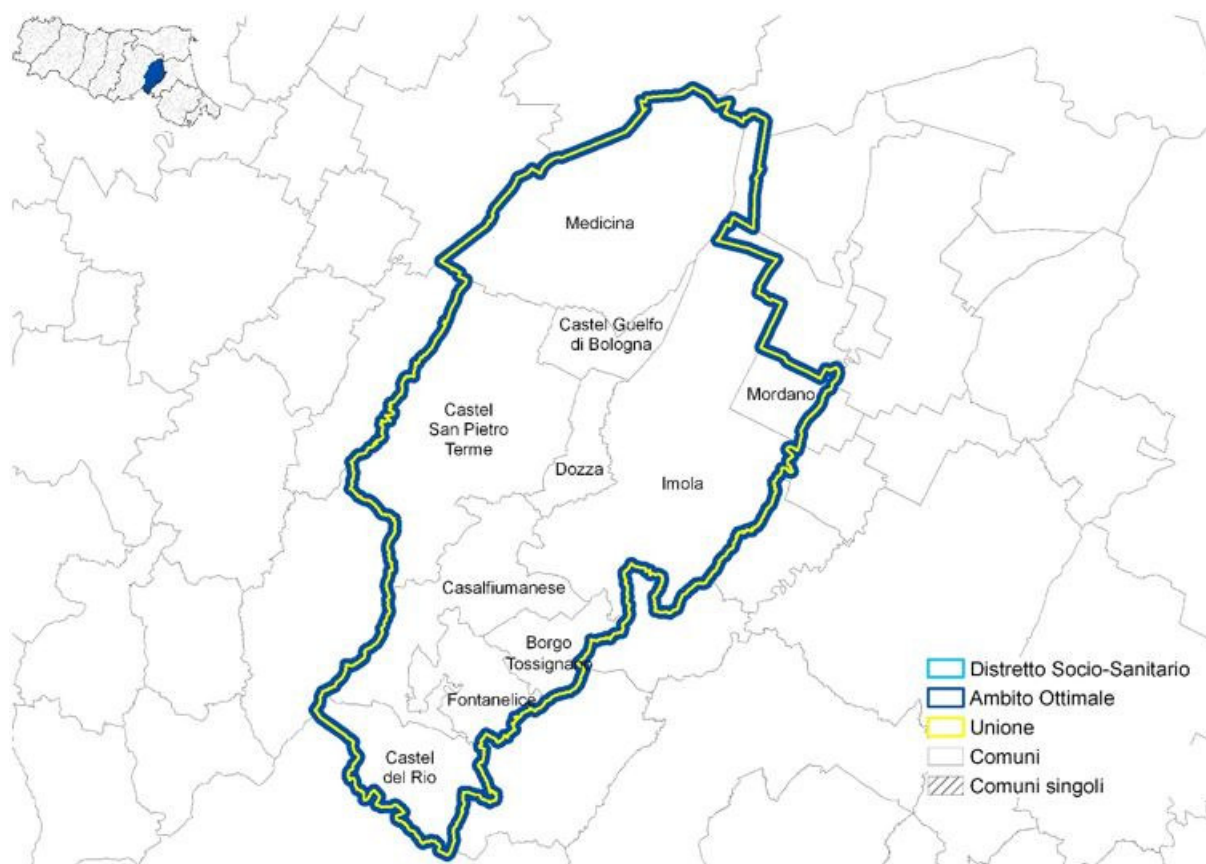 Medicina
Castel Guelfo
di Bologna
Mordano
Castel
San Pietro
Terme
Dozza
Imola
Casalfiumanese
Borgo
Tossignano
Fontanelice
Castel
del Rio
Distretto Socio-Sanitario
Ambito Ottimale
Unione
Comuni
Comuni singoli